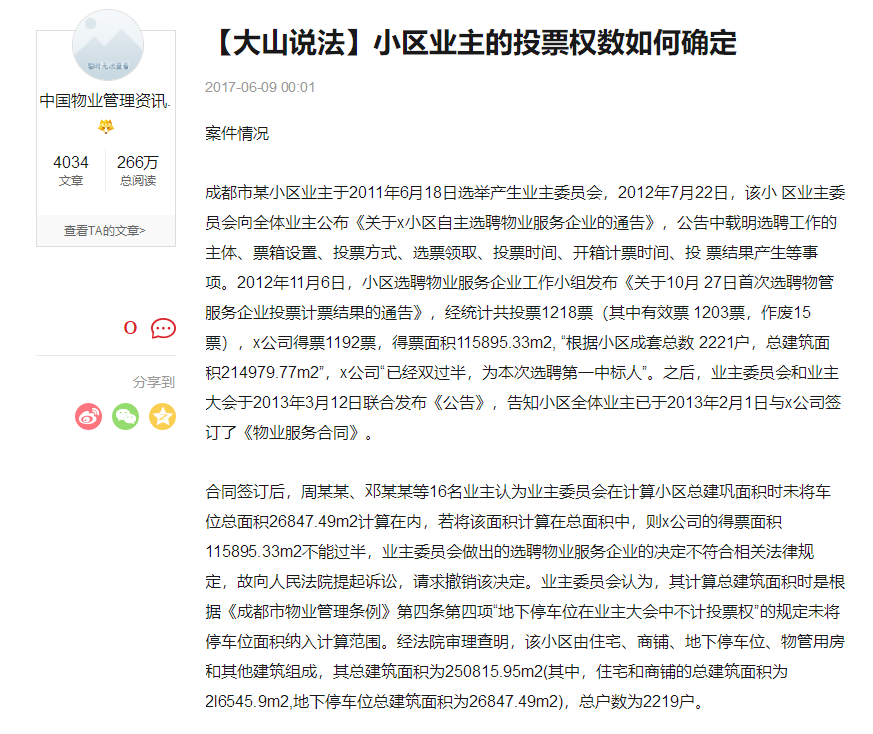 【大山说法】小区业主的投票权数如何确定
2017-06-09 00:01
暂时无法查看
中国物业管理资讯.
4034
266万
文章
总阅读
查看TA的文章>
0
分享到
案件情况
成都市某小区业主于2011年6月18日选举产生业主委员会，2012年7月22日，该小 区业主委
员会向全体业主公布《关于x小区自主选聘物业服务企业的通告》，公告中载明选聘工作的
主体、票箱设置、投票方式、选票领取、投票时间、开箱计票时间、投 票结果产生等事
项。2012年11月6日，小区选聘物业服务企业工作小组发布《关于10月 27日首次选聘物管
服务企业投票计票结果的通告》，经统计共投票1218票（其中有效票 1203票，作废15
票），x公司得票1192票，得票面积115895.33m2, “根据小区成套总数 2221户，总建筑面
积214979.77m2”，x公司“已经双过半，为本次选聘第一中标人”。之后，业主委员会和业主
大会于2013年3月12日联合发布《公告》，告知小区全体业主已于2013年2月1日与x公司签
订了《物业服务合同》。
合同签订后，周某某、邓某某等16名业主认为业主委员会在计算小区总建巩面积时未将车
位总面积26847.49m2计算在内，若将该面积计算在总面积中，则x公司的得票面积
115895.33m2不能过半，业主委员会做出的选聘物业服务企业的决定不符合相关法律规
定，故向人民法院提起诉讼，请求撤销该决定。业主委员会认为，其计算总建筑面积时是根
据《成都市物业管理条例》第四条第四项“地下停车位在业主大会中不计投票权”的规定未将
停车位面积纳入计算范围。经法院审理查明，该小区由住宅、商铺、地下停车位、物管用房
和其他建筑组成，其总建筑面积为250815.95m2(其中，住宅和商铺的总建筑面积为
2l6545.9m2,地下停车位总建筑面积为26847.49m2)，总户数为2219户。